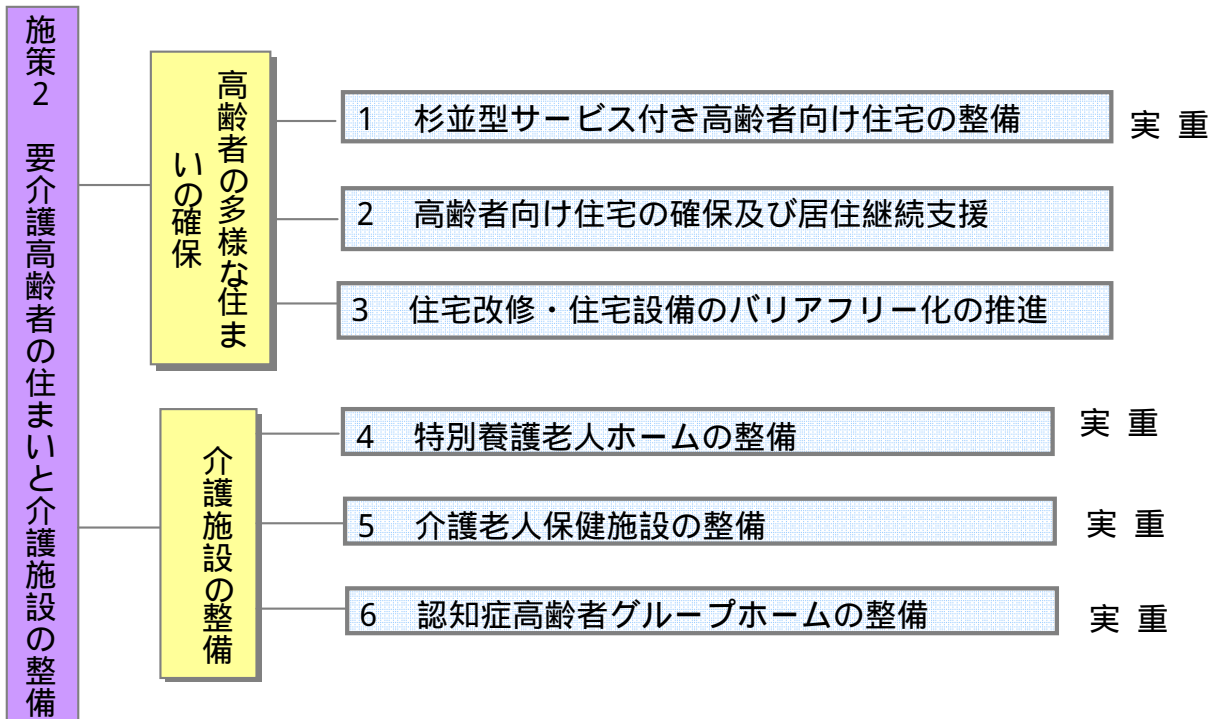 施策2　要介護高齢者の住まいと介護施設の整備
高齢者の多様な住ま
いの確保
1　杉並型サービス付き高齢者向け住宅の整備　実 重
2　高齢者向け住宅の確保及び居住継続支援
3　住宅改修・住宅設備のバリアフリー化の推進
介護施設の整備
4　特別養護老人ホームの整備　実 重
5　介護老人保健施設の整備　実 重
6　認知症高齢者グループホームの整備　実 重